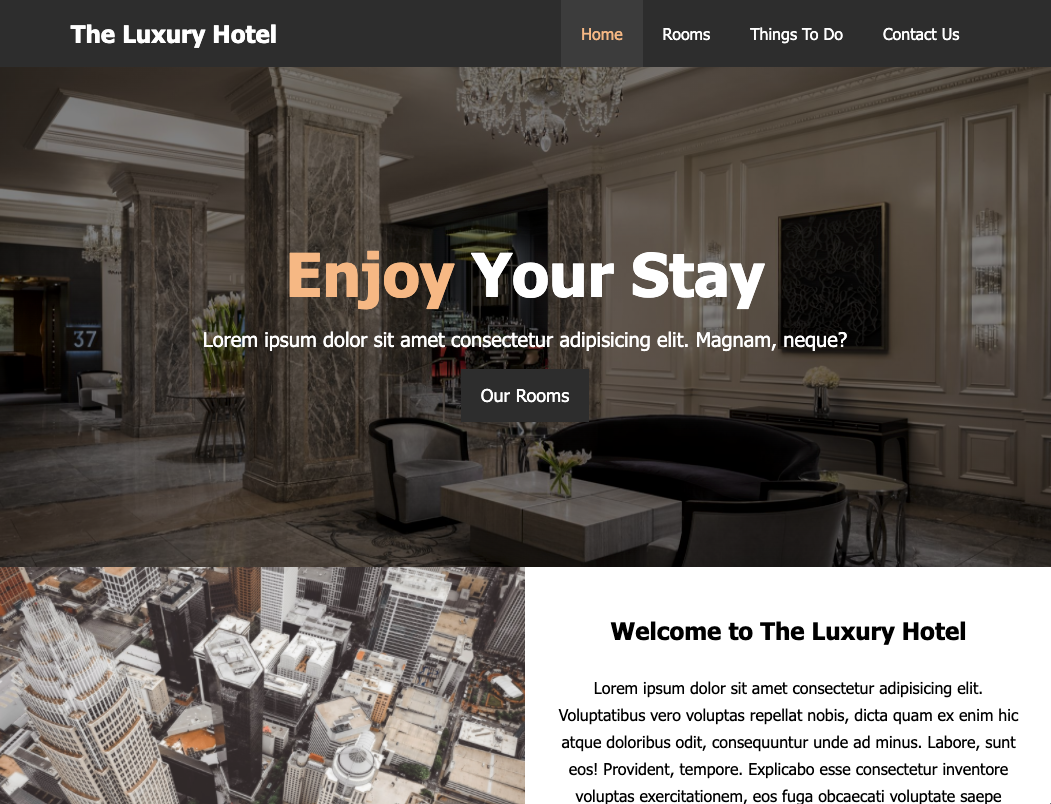 The Luxury Hotel
Home Rooms Things To Do Contact Us
Enjoy Your Stay
37
Lorem ipsum dolor sit amet consectetur adipisicing elit. Magnam, neque?
Our Rooms
Welcome to The Luxury Hotel
Lorem ipsum dolor sit amet consectetur adipisicing elit.
Voluptatibus vero voluptas repellat nobis, dicta quam ex enim hic
atque doloribus odit, consequuntur unde ad minus. Labore, sunt
eos! Provident, tempore. Explicabo esse consectetur inventore
voluptas exercitationem, eos fuga obcaecati voluptate saepe